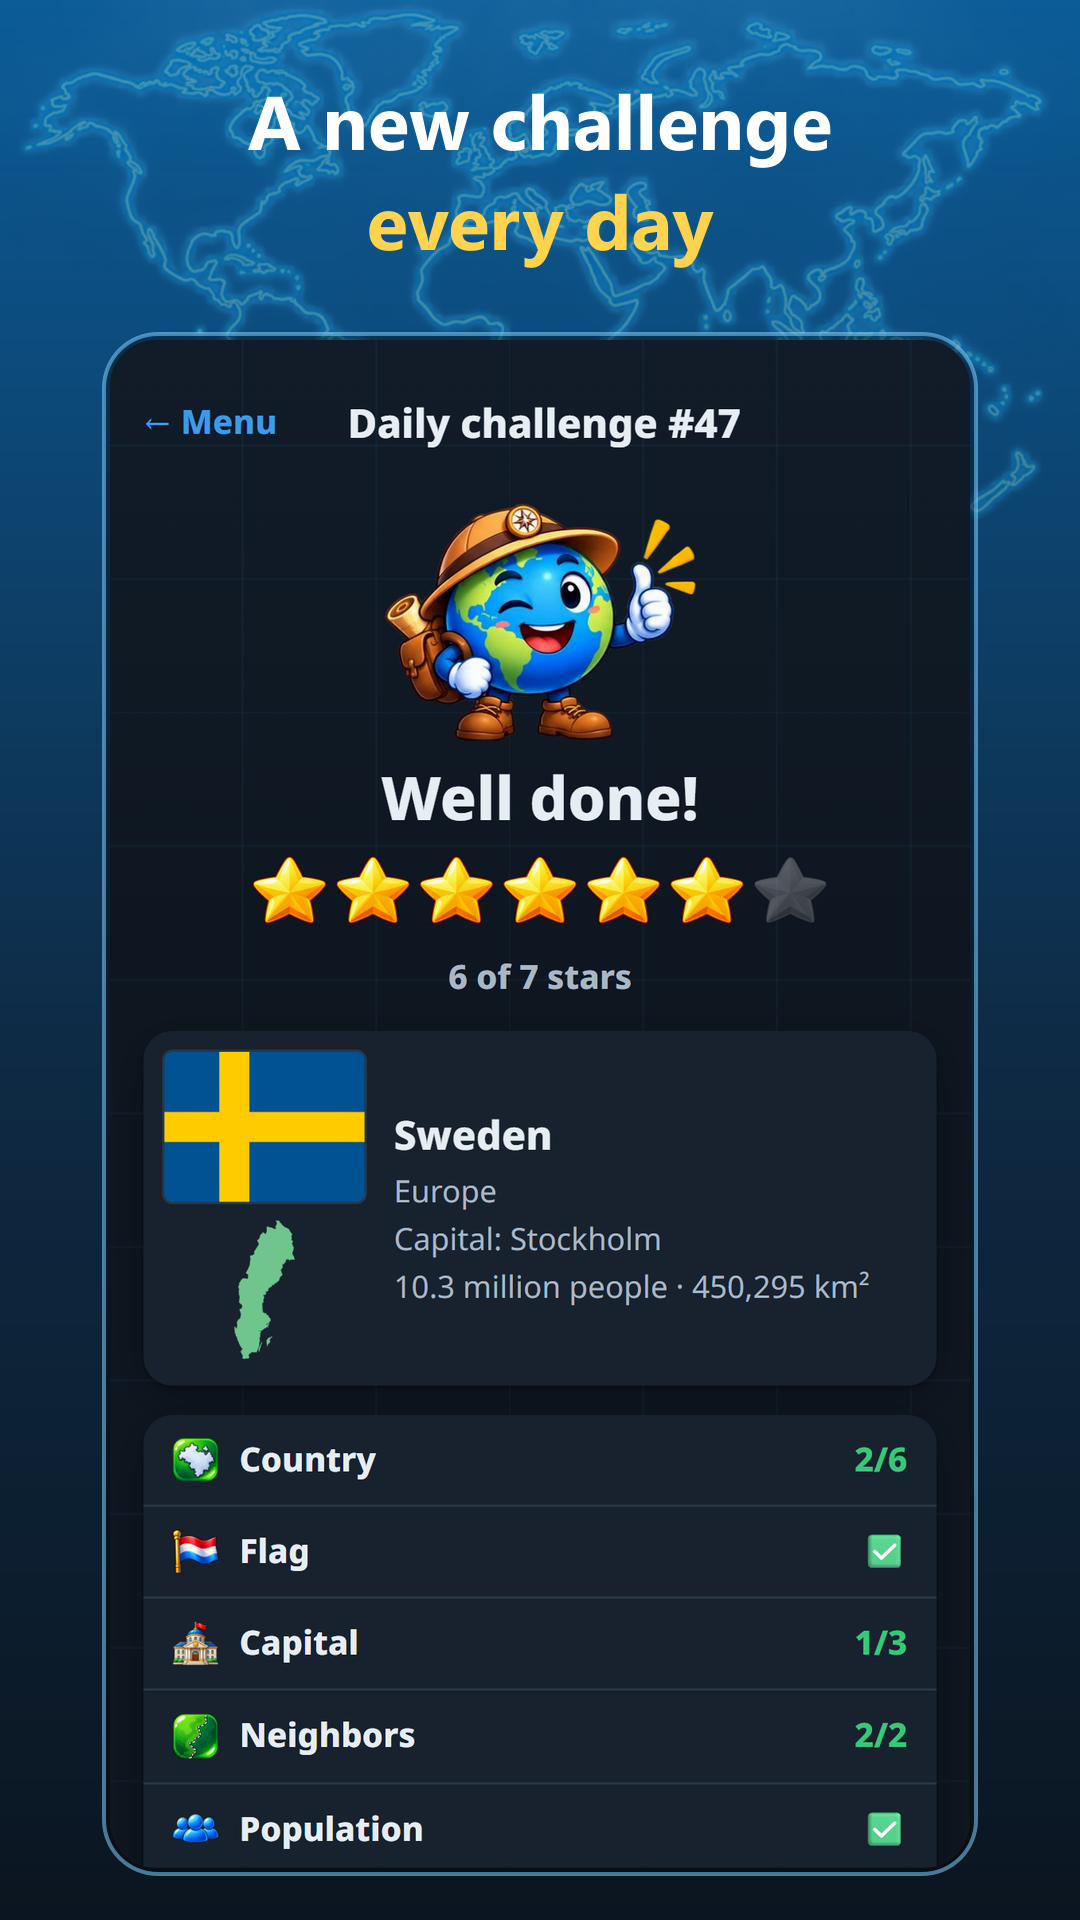 A new challenge
every day
← Menu
Daily challenge #47
Well done!
6 of 7 stars
Sweden
Europe
Capital: Stockholm
10.3 million people · 450,295 km²
Country 2/6
Flag
Capital 1/3
Neighbors 2/2
Population